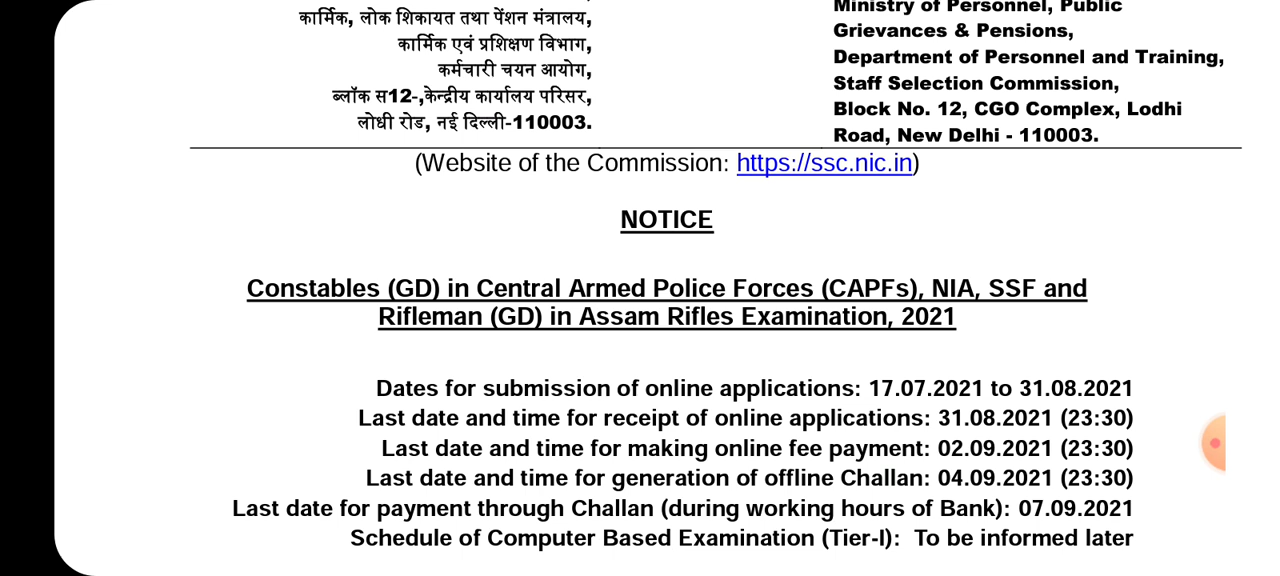 कार्मिक, लोक शिकायत तथा पेंशन मंत्रालय,
कार्मिक एवं प्रशिक्षण विभाग,
कर्मचारी चयन आयोग,
ब्लॉक स12-,केन्द्रीय कार्यालय परिसर,
लोधी रोड, नई दिल्ली-110003.
Ministry of Personnel, Public
Grievances & Pensions,
Department of Personnel and Training,
Staff Selection Commission,
Block No. 12, CGO Complex, Lodhi
Road, New Delhi - 110003.
(Website of the Commission: https://ssc.nic.in)
NOTICE
Constables (GD) in Central Armed Police Forces (CAPFs), NIA, SSF and
Rifleman (GD) in Assam Rifles Examination, 2021
Dates for submission of online applications: 17.07.2021 to 31.08.2021
Last date and time for receipt of online applications: 31.08.2021 (23:30)
Last date and time for making online fee payment: 02.09.2021 (23:30)
Last date and time for generation of offline Challan: 04.09.2021 (23:30)
Last date for payment through Challan (during working hours of Bank): 07.09.2021
Schedule of Computer Based Examination (Tier-I): To be informed later